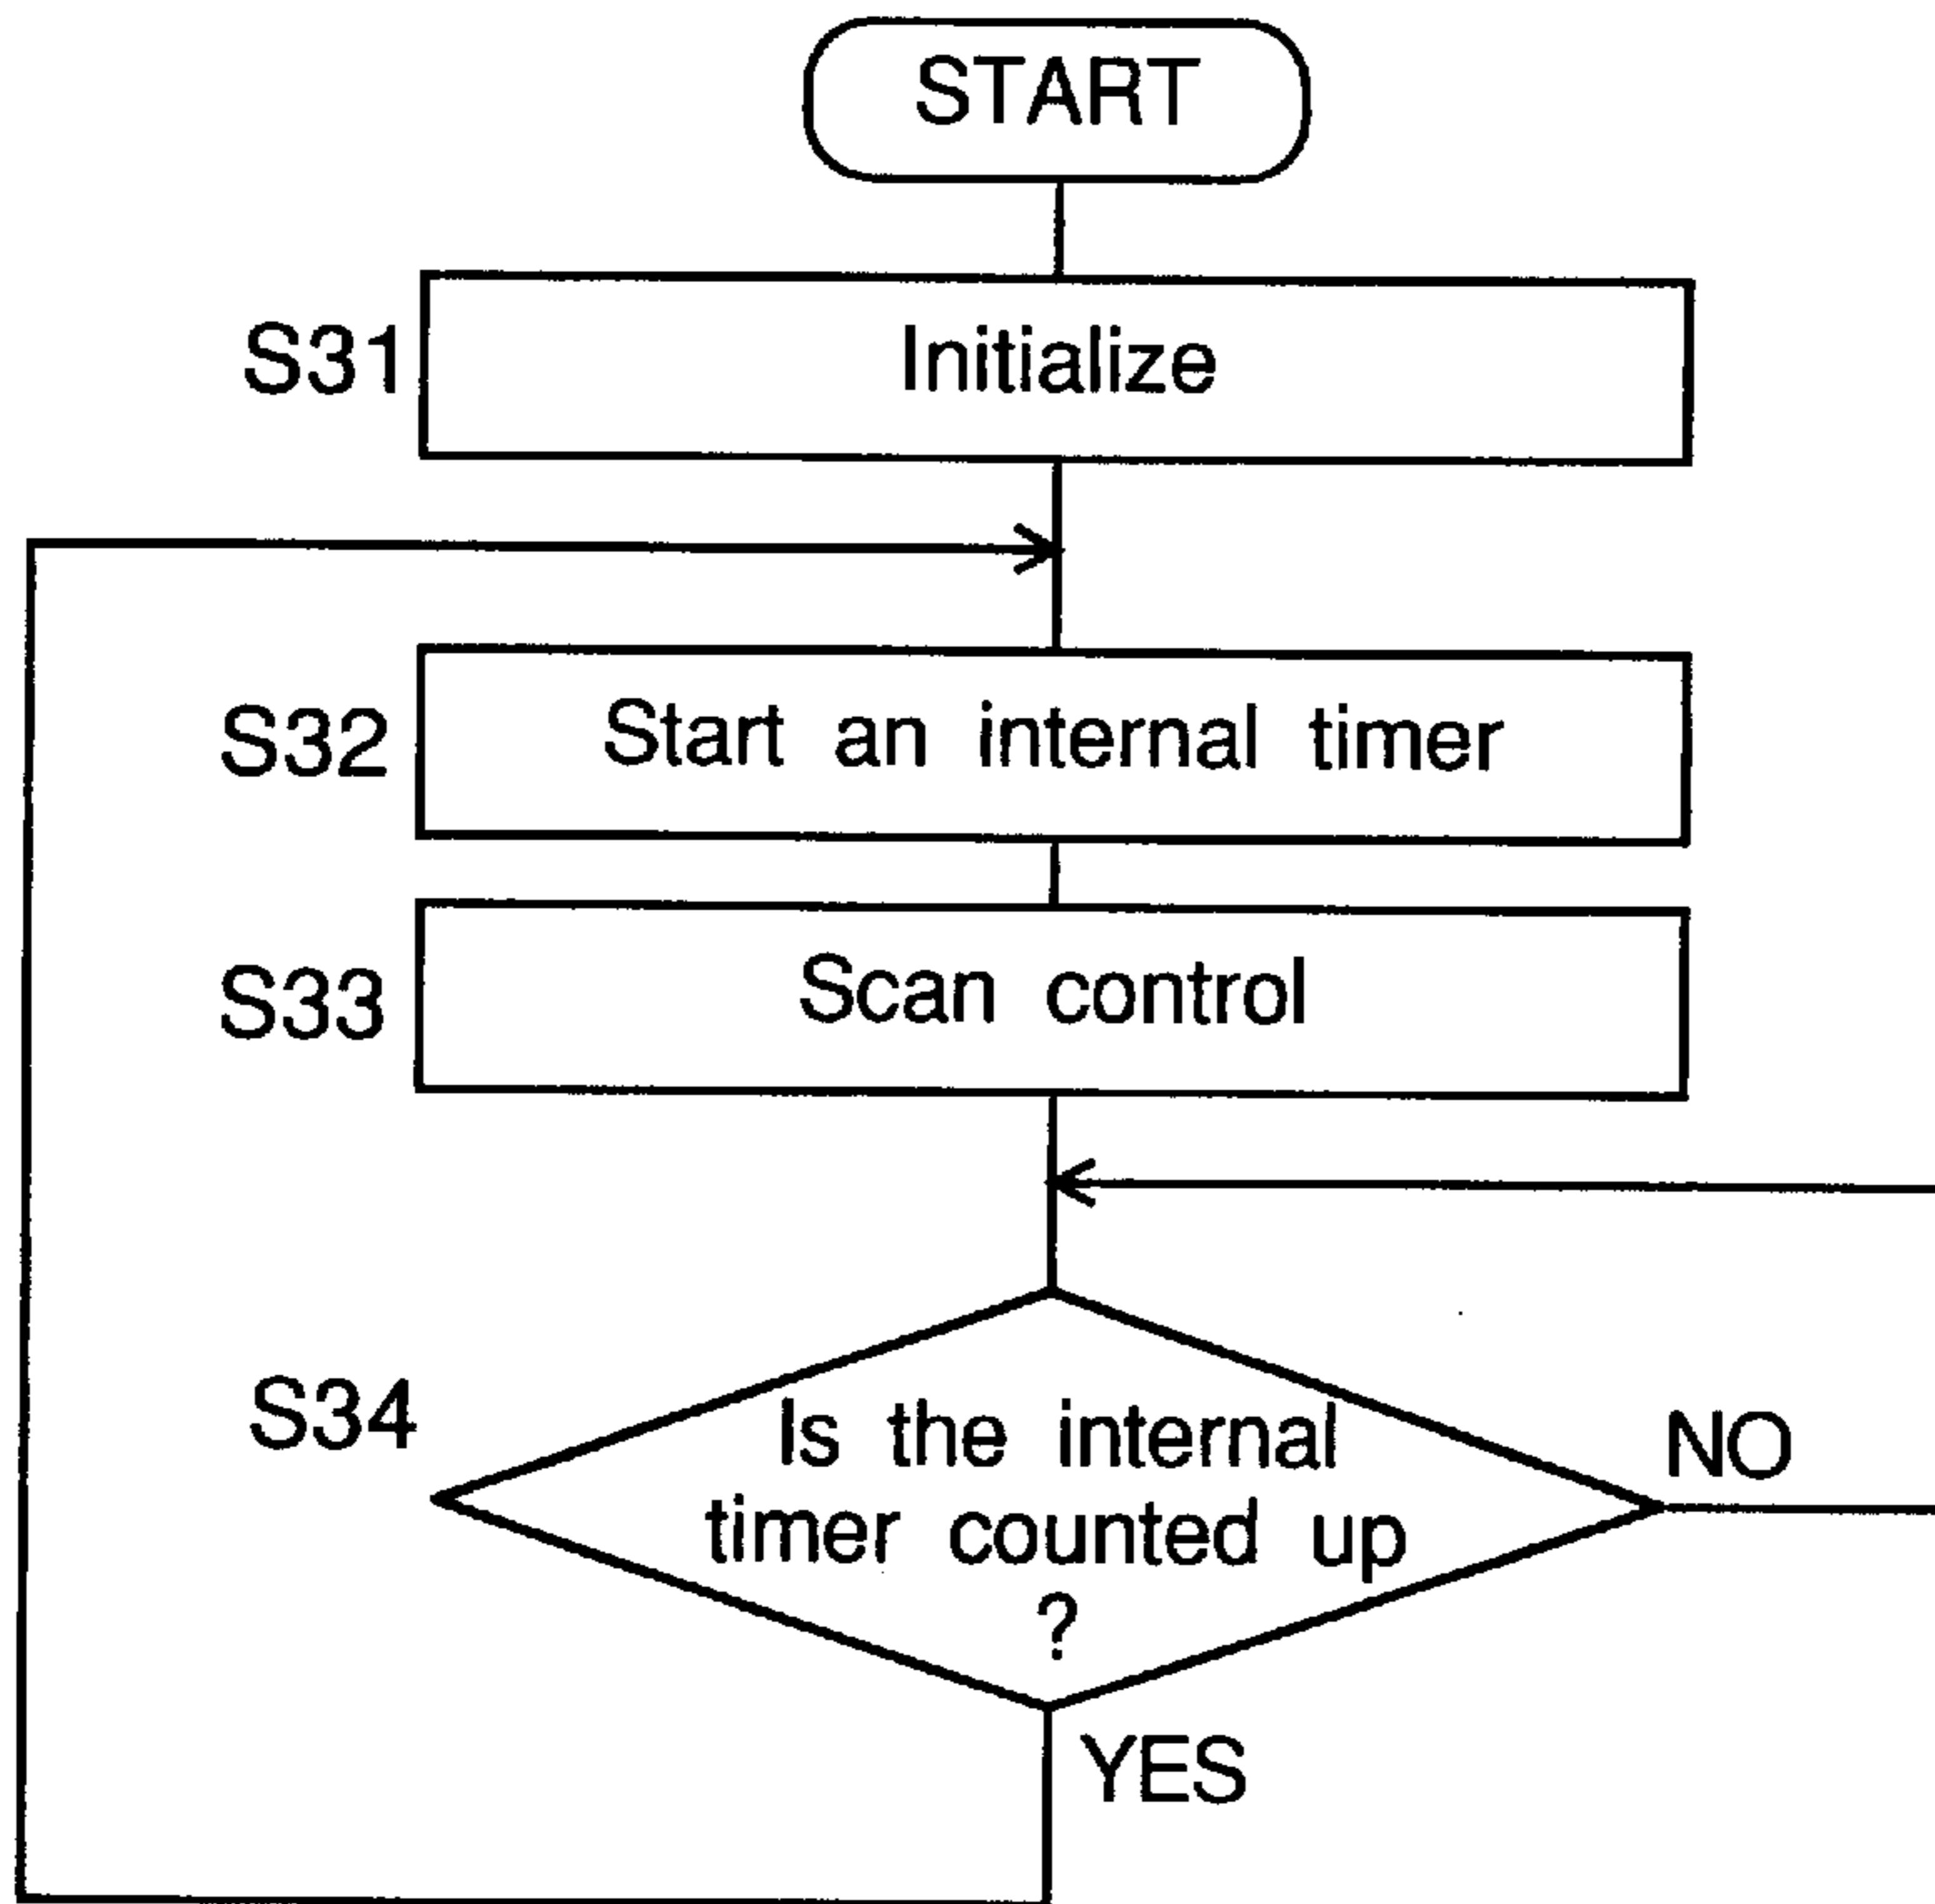 START
S31
Initialize
S32
Start an internal timer
S33
Scan control
S34
Is the internal
timer counted up
?
NO
YES